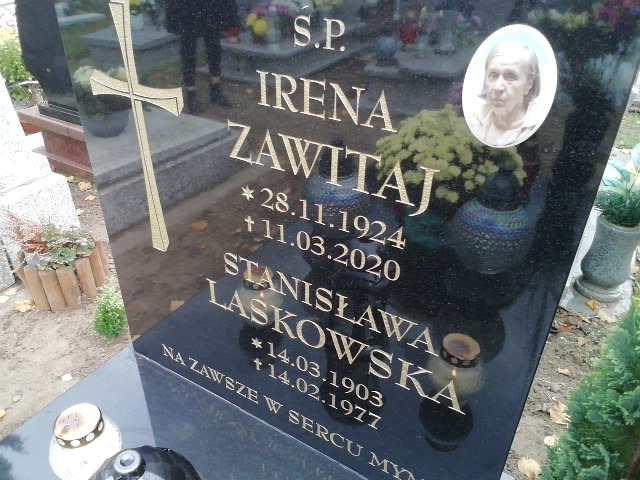 Ś.P.
IRENA
ZAWITAJ
* 28.11.1924
† 11.03.2020
STANISŁAWA
LASKOWSKA
* 14.03.1903
† 14.02.1977
NA ZAWSZE W SERCU